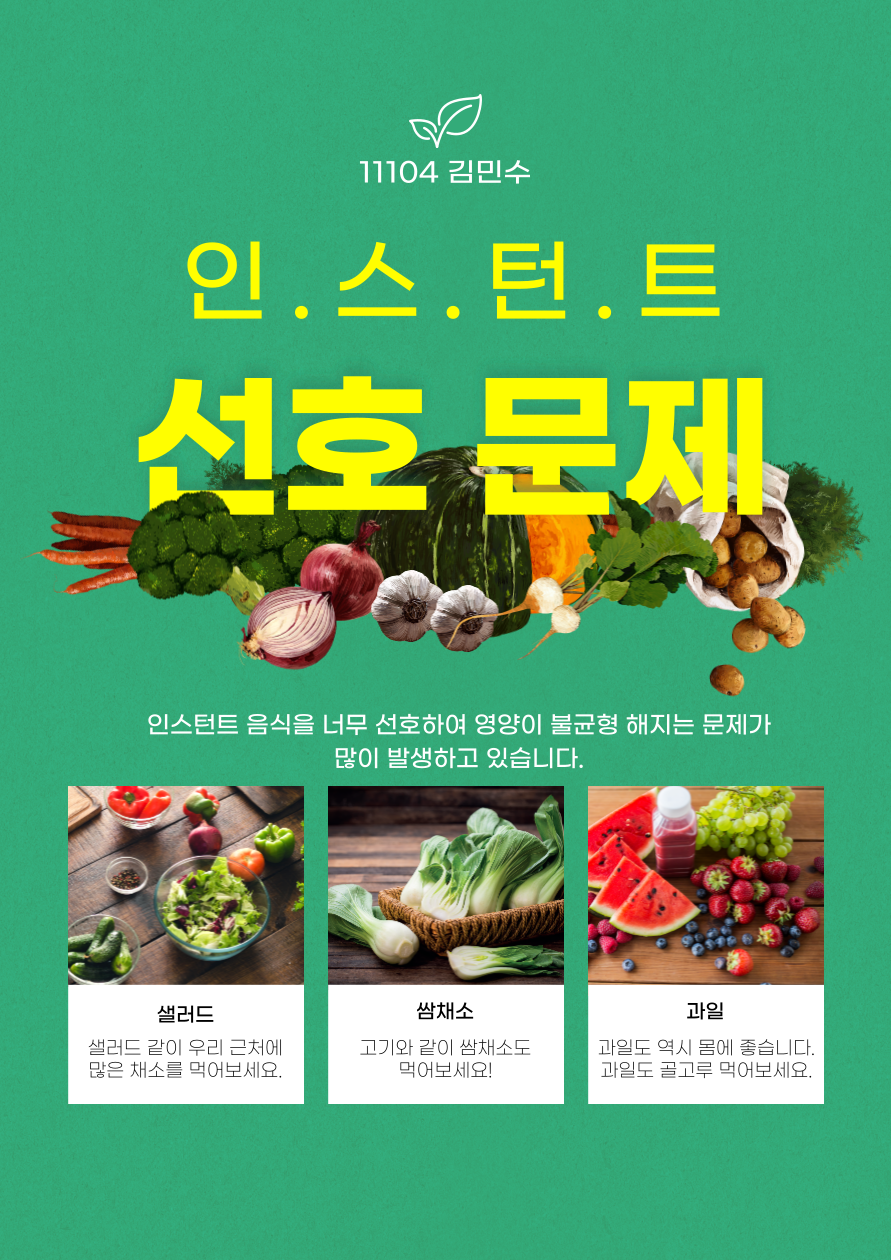 11104 김민수
인.스.턴.트
선호 문제
인스턴트 음식을 너무 선호하여 영양이 불균형 해지는 문제가
많이 발생하고 있습니다.
샐러드
샐러드 같이 우리 근처에
많은 채소를 먹어보세요.
쌈채소
고기와 같이 쌈채소도
먹어보세요!
과일
과일도 역시 몸에 좋습니다.
과일도 골고루 먹어보세요.